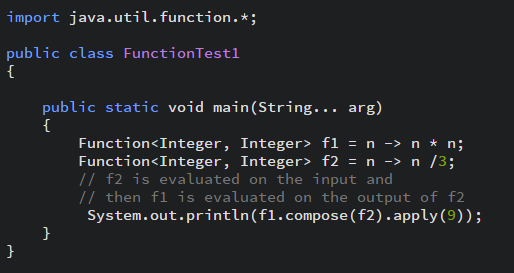 import java.util.function.*;
public class FunctionTest1
{
public static void main(String... arg)
{
Function<Integer, Integer> f1 = n -> n * n;
Function<Integer, Integer> f2 = n -> n /3;
// f2 is evaluated on the input and
// then f1 is evaluated on the output of f2
System.out.println(f1.compose(f2).apply(9));
}
}